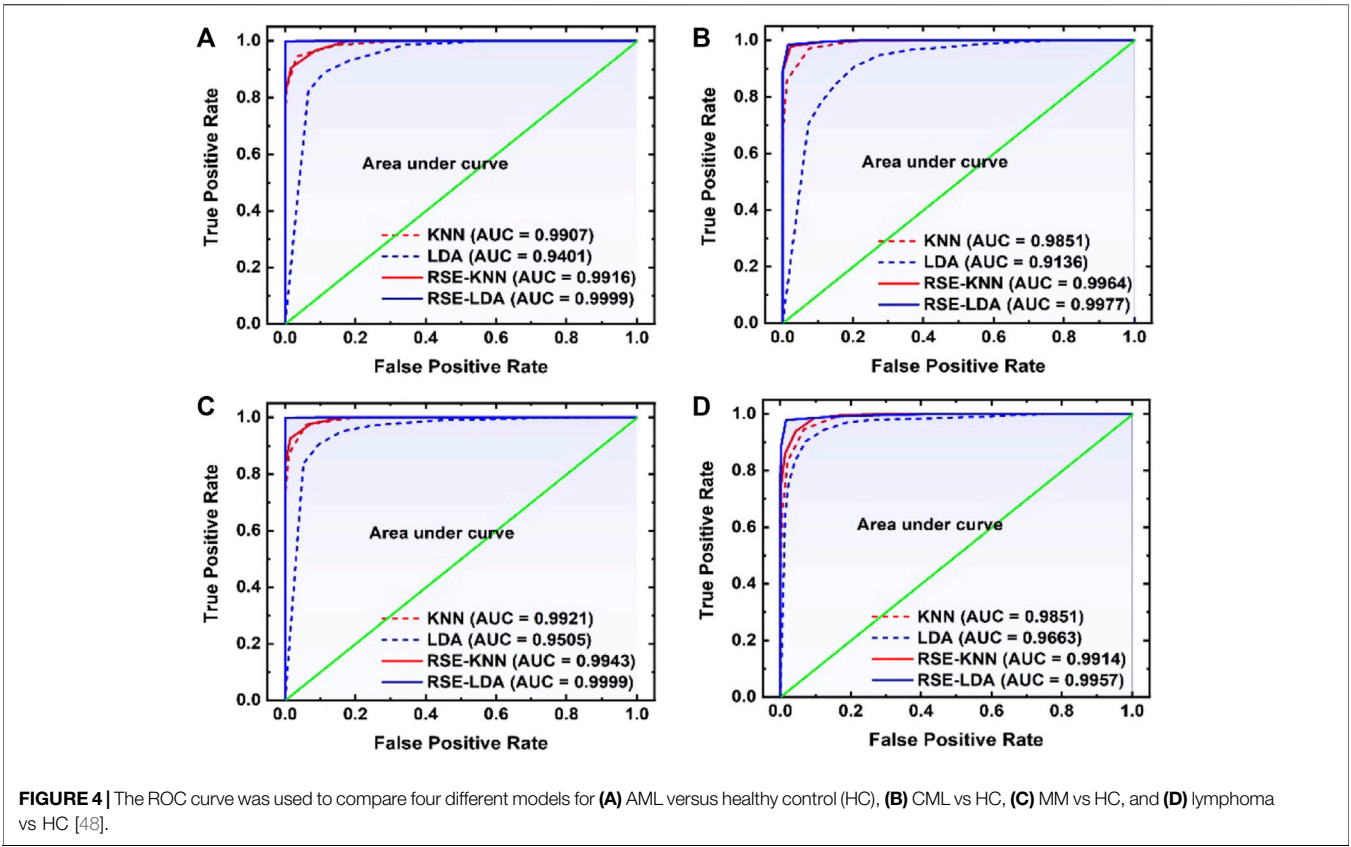 A
True Positive Rate
1.0
0.8
0.6
0.4
0.2
0.0
Area under curve
KNN (AUC = 0.9907)
LDA (AUC = 0.9401)
RSE-KNN (AUC = 0.9916)
RSE-LDA (AUC = 0.9999)
0.0 0.2 0.4 0.6 0.8 1.0
False Positive Rate
B
True Positive Rate
1.0
0.8
0.6
0.4
0.2
0.0
Area under curve
KNN (AUC = 0.9851)
LDA (AUC = 0.9136)
RSE-KNN (AUC = 0.9964)
RSE-LDA (AUC = 0.9977)
0.0 0.2 0.4 0.6 0.8 1.0
False Positive Rate
C
True Positive Rate
1.0
0.8
0.6
0.4
0.2
0.0
Area under curve
KNN (AUC = 0.9921)
LDA (AUC = 0.9505)
RSE-KNN (AUC = 0.9943)
RSE-LDA (AUC = 0.9999)
0.0 0.2 0.4 0.6 0.8 1.0
False Positive Rate
D
True Positive Rate
1.0
0.8
0.6
0.4
0.2
0.0
Area under curve
KNN (AUC = 0.9851)
LDA (AUC = 0.9663)
RSE-KNN (AUC = 0.9914)
RSE-LDA (AUC = 0.9957)
0.0 0.2 0.4 0.6 0.8 1.0
False Positive Rate
FIGURE 4 | The ROC curve was used to compare four different models for (A) AML versus healthy control (HC), (B) CML vs HC, (C) MM vs HC, and (D) lymphoma
vs HC [48].